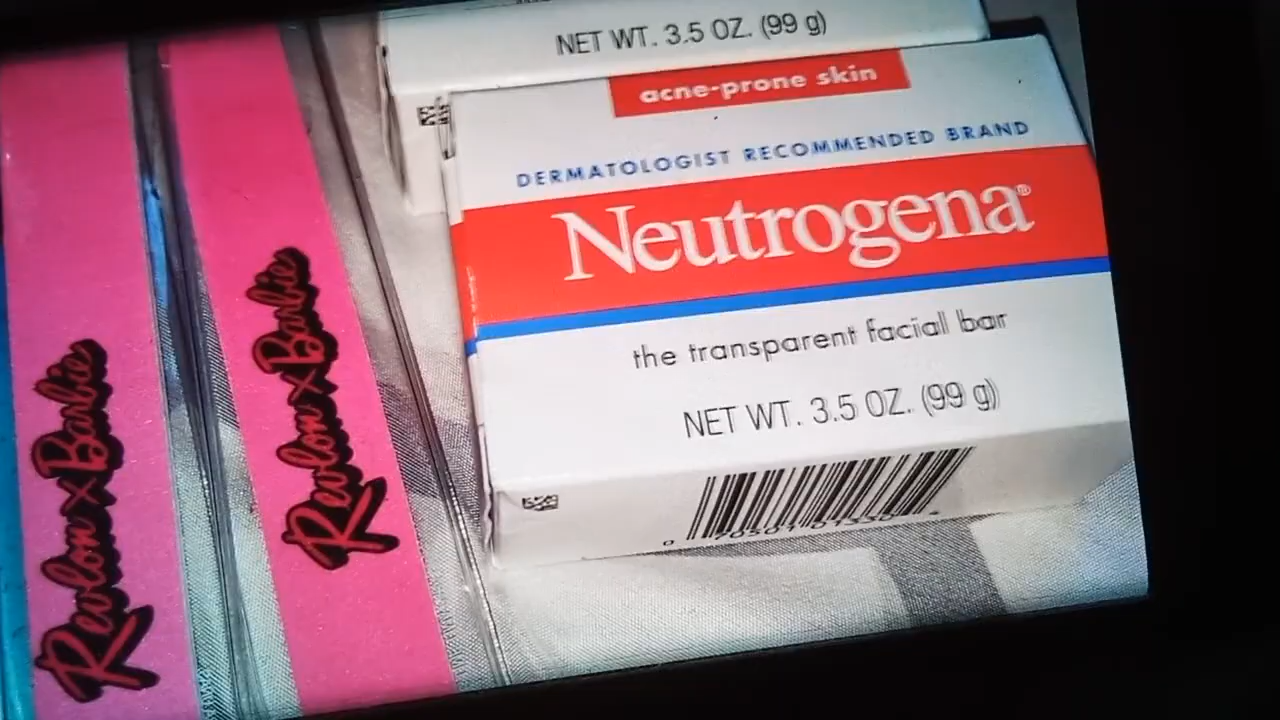 NET WT. 3.5 OZ. (99 g)
acne-prone skin
DERMATOLOGIST RECOMMENDED BRAND
Neutrogena®
the transparent facial bar
NET WT. 3.5 OZ. (99 g)
Revlon x Barbie
Revlon x Barbie